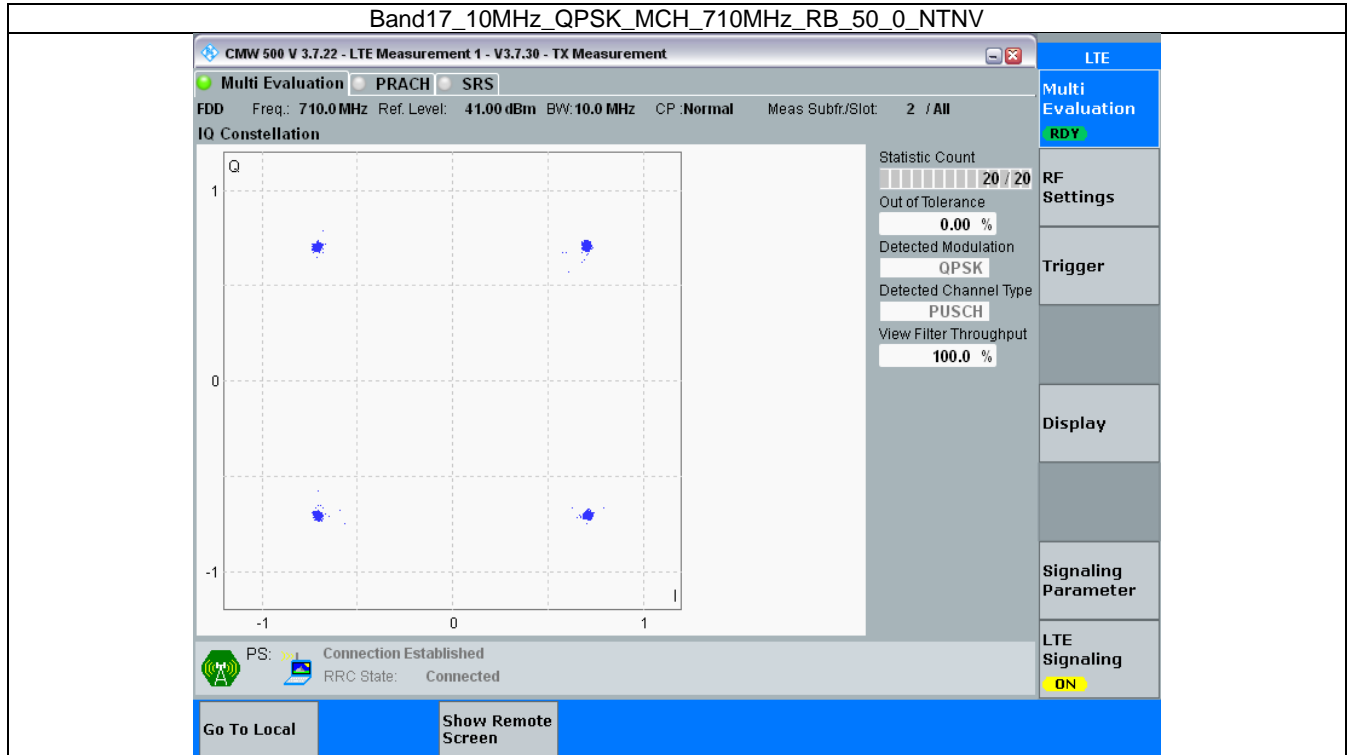 Band17_10MHz_QPSK_MCH_710MHz_RB_50_0_NTNV
CMW 500 V 3.7.22 - LTE Measurement 1 - V3.7.30 - TX Measurement
LTE
Multi Evaluation PRACH SRS
FDD Freq.: 710.0 MHz Ref. Level: 41.00 dBm BW: 10.0 MHz CP :Normal Meas Subfr./Slot: 2 / All
IQ Constellation
Q
1
0
-1
I
-1 0 1
Statistic Count
20 / 20
Out of Tolerance
0.00 %
Detected Modulation
QPSK
Detected Channel Type
PUSCH
View Filter Throughput
100.0 %
Multi
Evaluation
RDY
RF
Settings
Trigger
Display
Signaling
Parameter
LTE
Signaling
ON
PS: Connection Established
RRC State: Connected
Go To Local
Show Remote
Screen